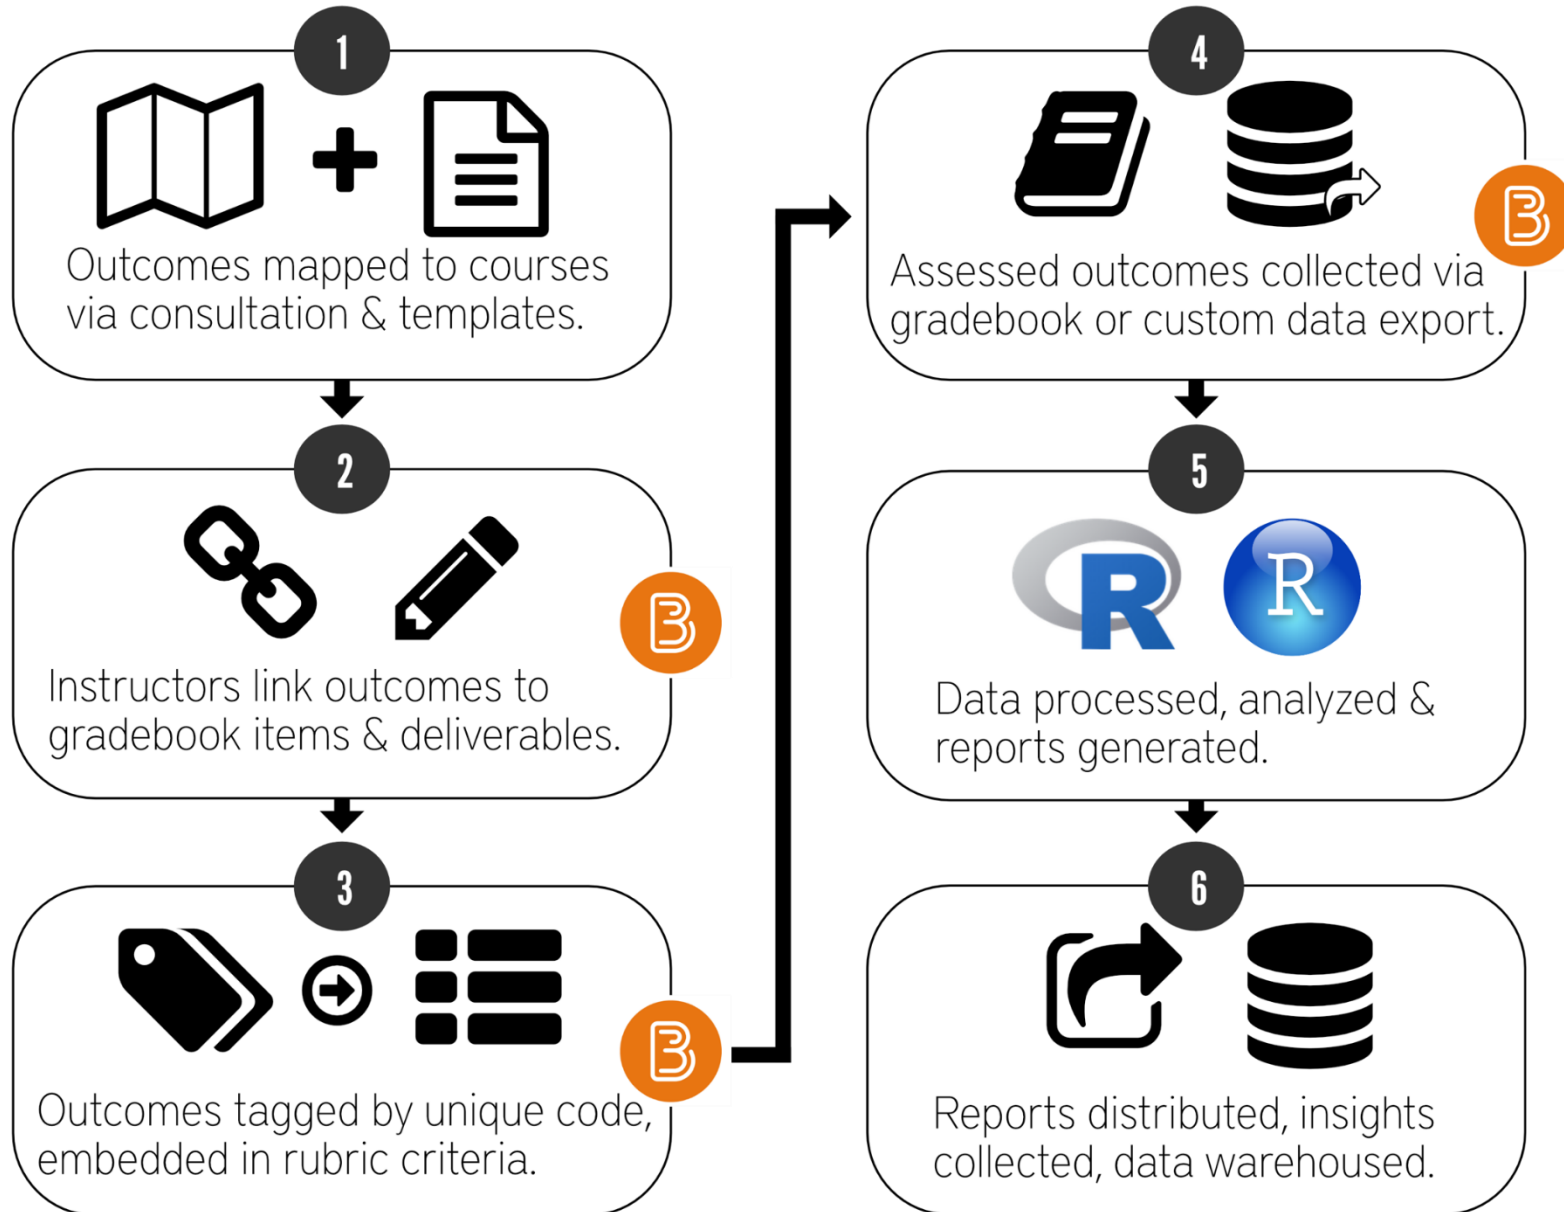 1
Outcomes mapped to courses
via consultation & templates.
2
Instructors link outcomes to
gradebook items & deliverables.
B
3
Outcomes tagged by unique code,
embedded in rubric criteria.
B
4
Assessed outcomes collected via
gradebook or custom data export.
B
5
R
R
Data processed, analyzed &
reports generated.
6
Reports distributed, insights
collected, data warehoused.